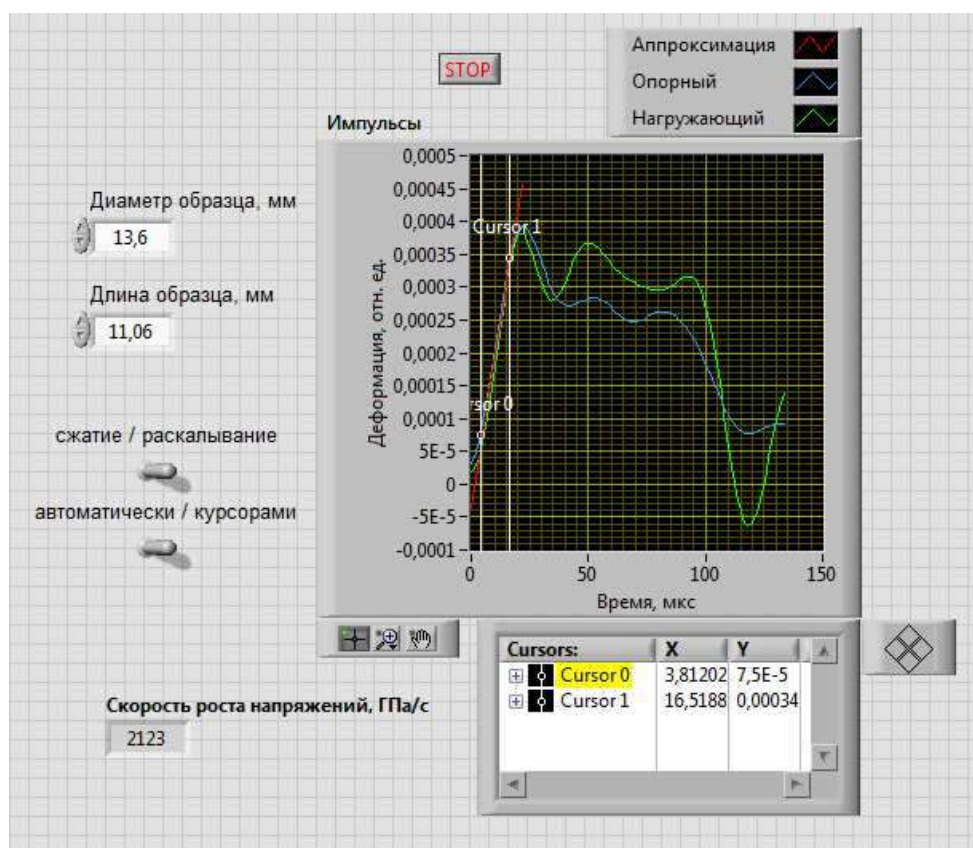 Аппроксимация
STOP
Опорный
Нагружающий
Импульсы
0,0005
0,00045
0,0004
0,00035
0,0003
0,00025
0,0002
0,00015
0,0001
5E-5
0
-5E-5
-0,0001
Деформация, отн. ед.
Cursor 1
rsor 0
0 50 100 150
Время, мкс
Диаметр образца, мм
13,6
Длина образца, мм
11,06
сжатие / раскалывание
автоматически / курсорами
Cursors: X Y
Cursor 0 3,81202 7,5E-5
Cursor 1 16,5188 0,00034
Скорость роста напряжений, ГПа/с
2123